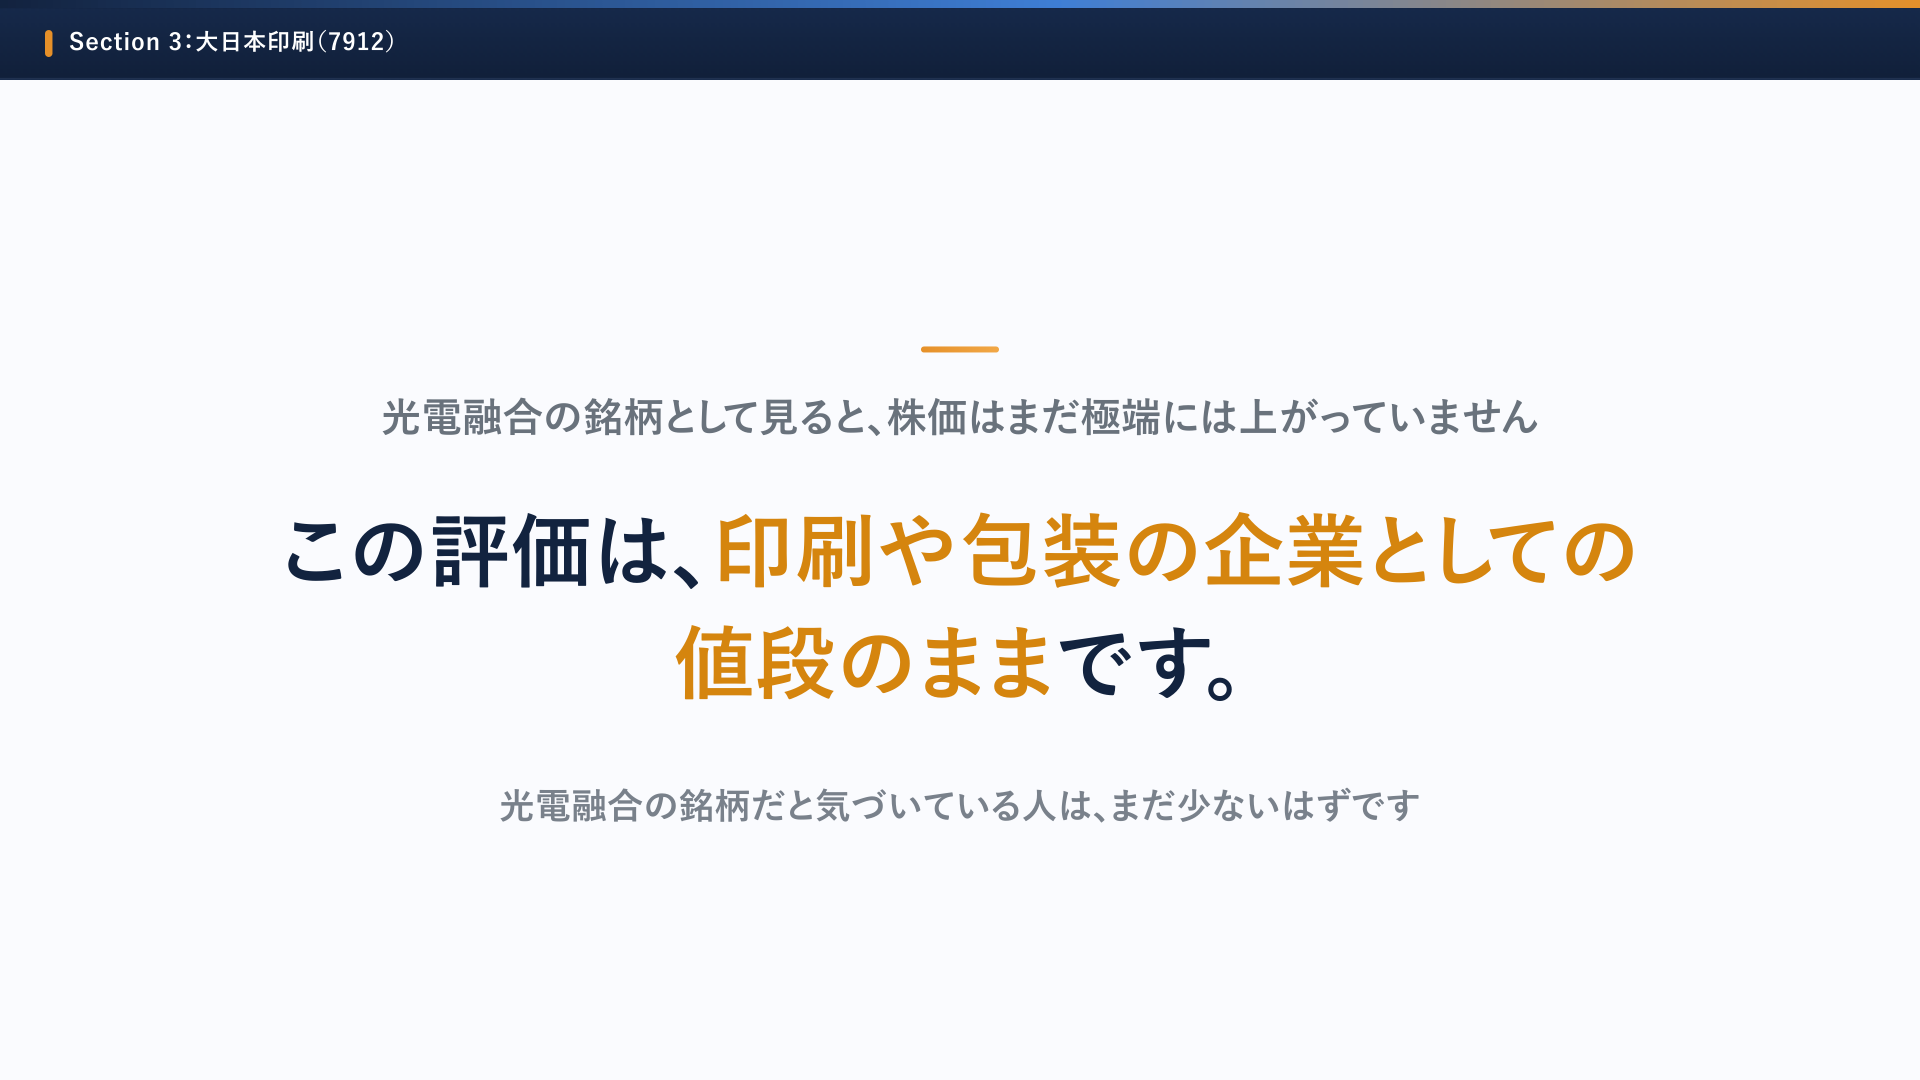 Section 3：大日本印刷（7912）
光電融合の銘柄として見ると、株価はまだ極端には上がっていません
この評価は、印刷や包装の企業としての
値段のままです。
光電融合の銘柄だと気づいている人は、まだ少ないはずです